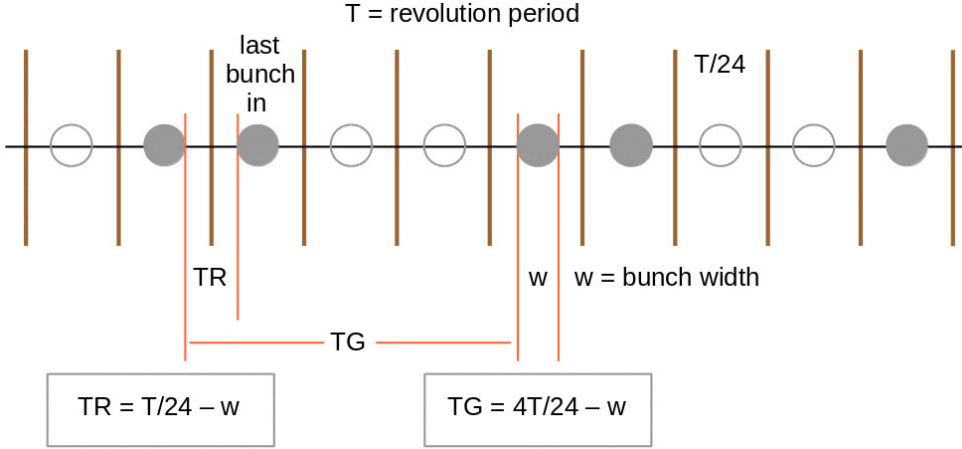 T = revolution period
last
bunch
in
T/24
TR
w
w = bunch width
TG
TR = T/24 – w
TG = 4T/24 – w